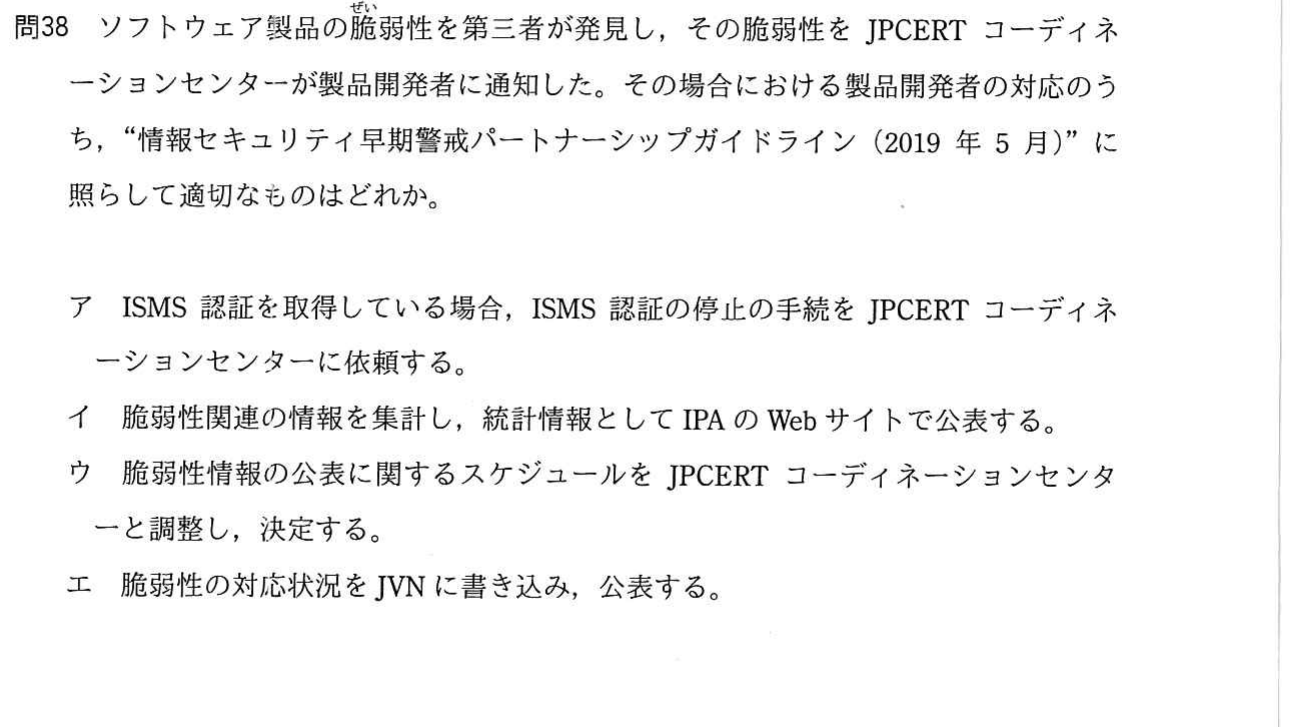 問38 ソフトウェア製品の脆弱性を第三者が発見し，その脆弱性を JPCERT コーディネ
ぜい
ーションセンターが製品開発者に通知した。その場合における製品開発者の対応のう
ち，“情報セキュリティ早期警戒パートナーシップガイドライン（2019 年 5 月）”に
照らして適切なものはどれか。
ア ISMS 認証を取得している場合，ISMS 認証の停止の手続を JPCERT コーディネ
ーションセンターに依頼する。
イ 脆弱性関連の情報を集計し，統計情報として IPA の Web サイトで公表する。
ウ 脆弱性情報の公表に関するスケジュールを JPCERT コーディネーションセンタ
ーと調整し，決定する。
エ 脆弱性の対応状況を JVN に書き込み，公表する。